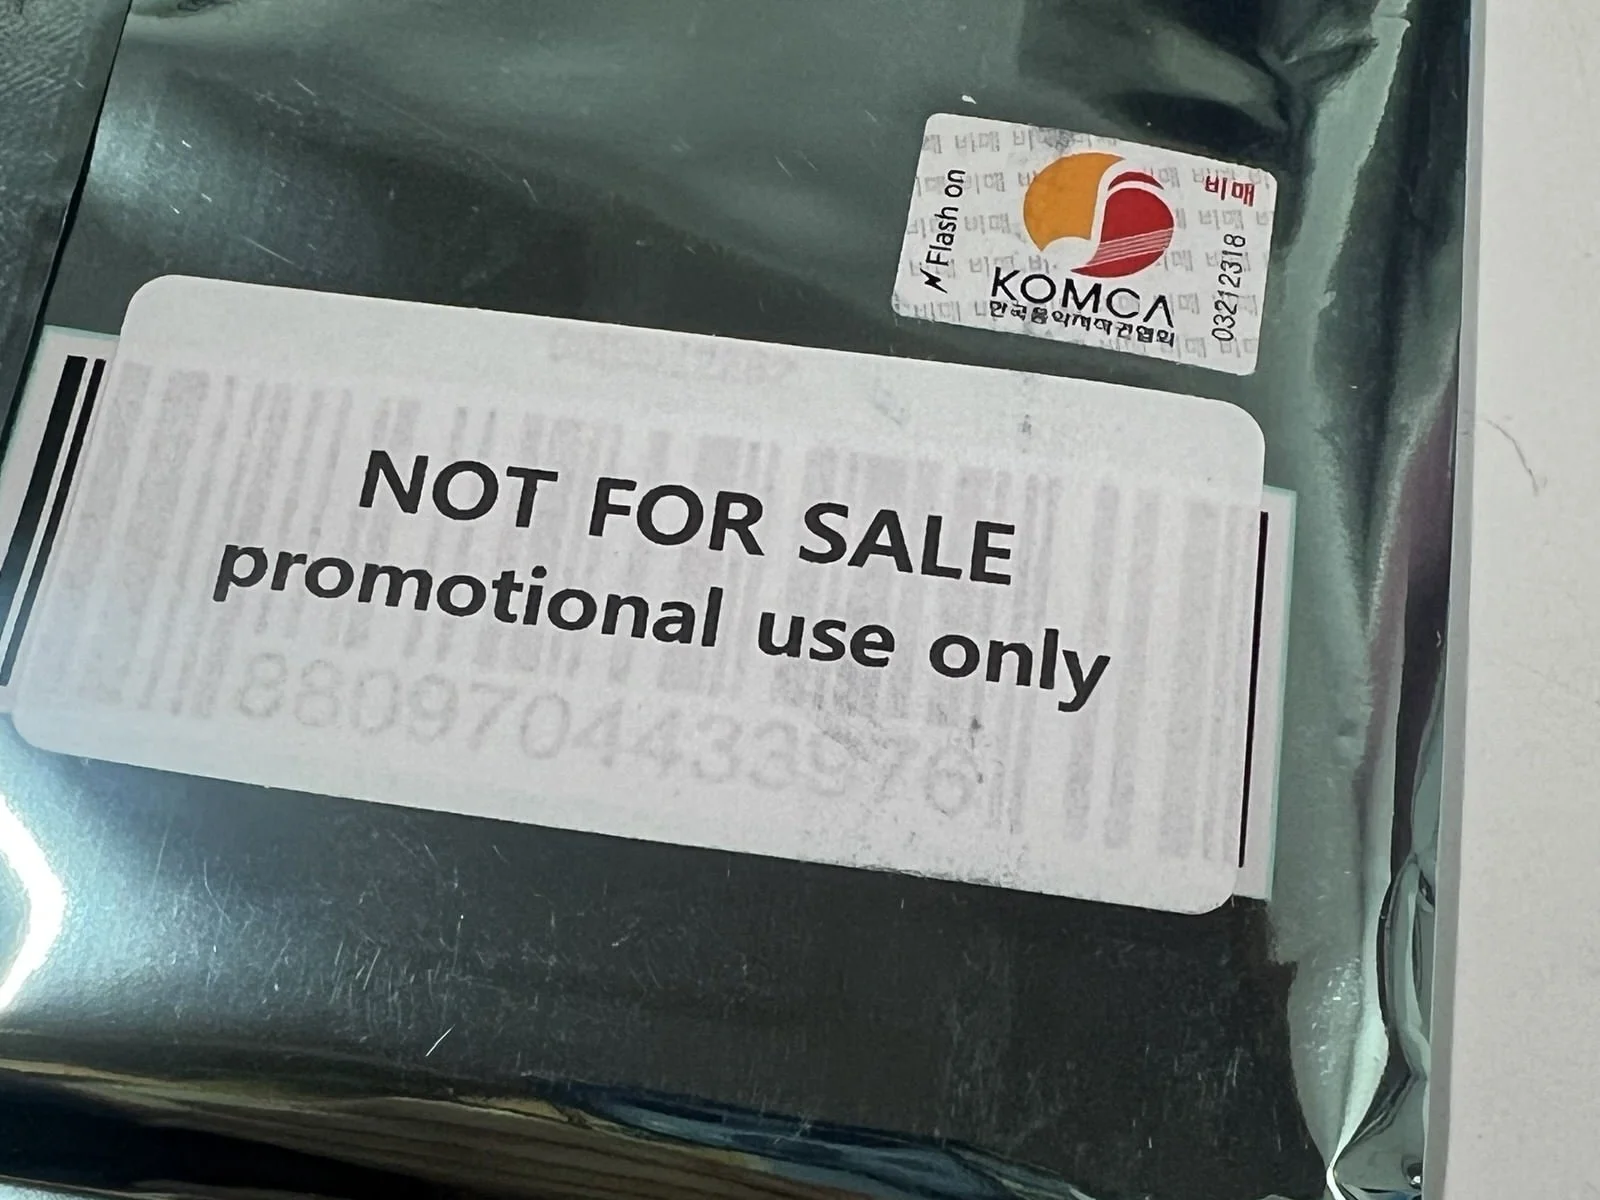 Flash on
비매
KOMCA
한국음악저작권협회
03212318
NOT FOR SALE
promotional use only
8809704433976